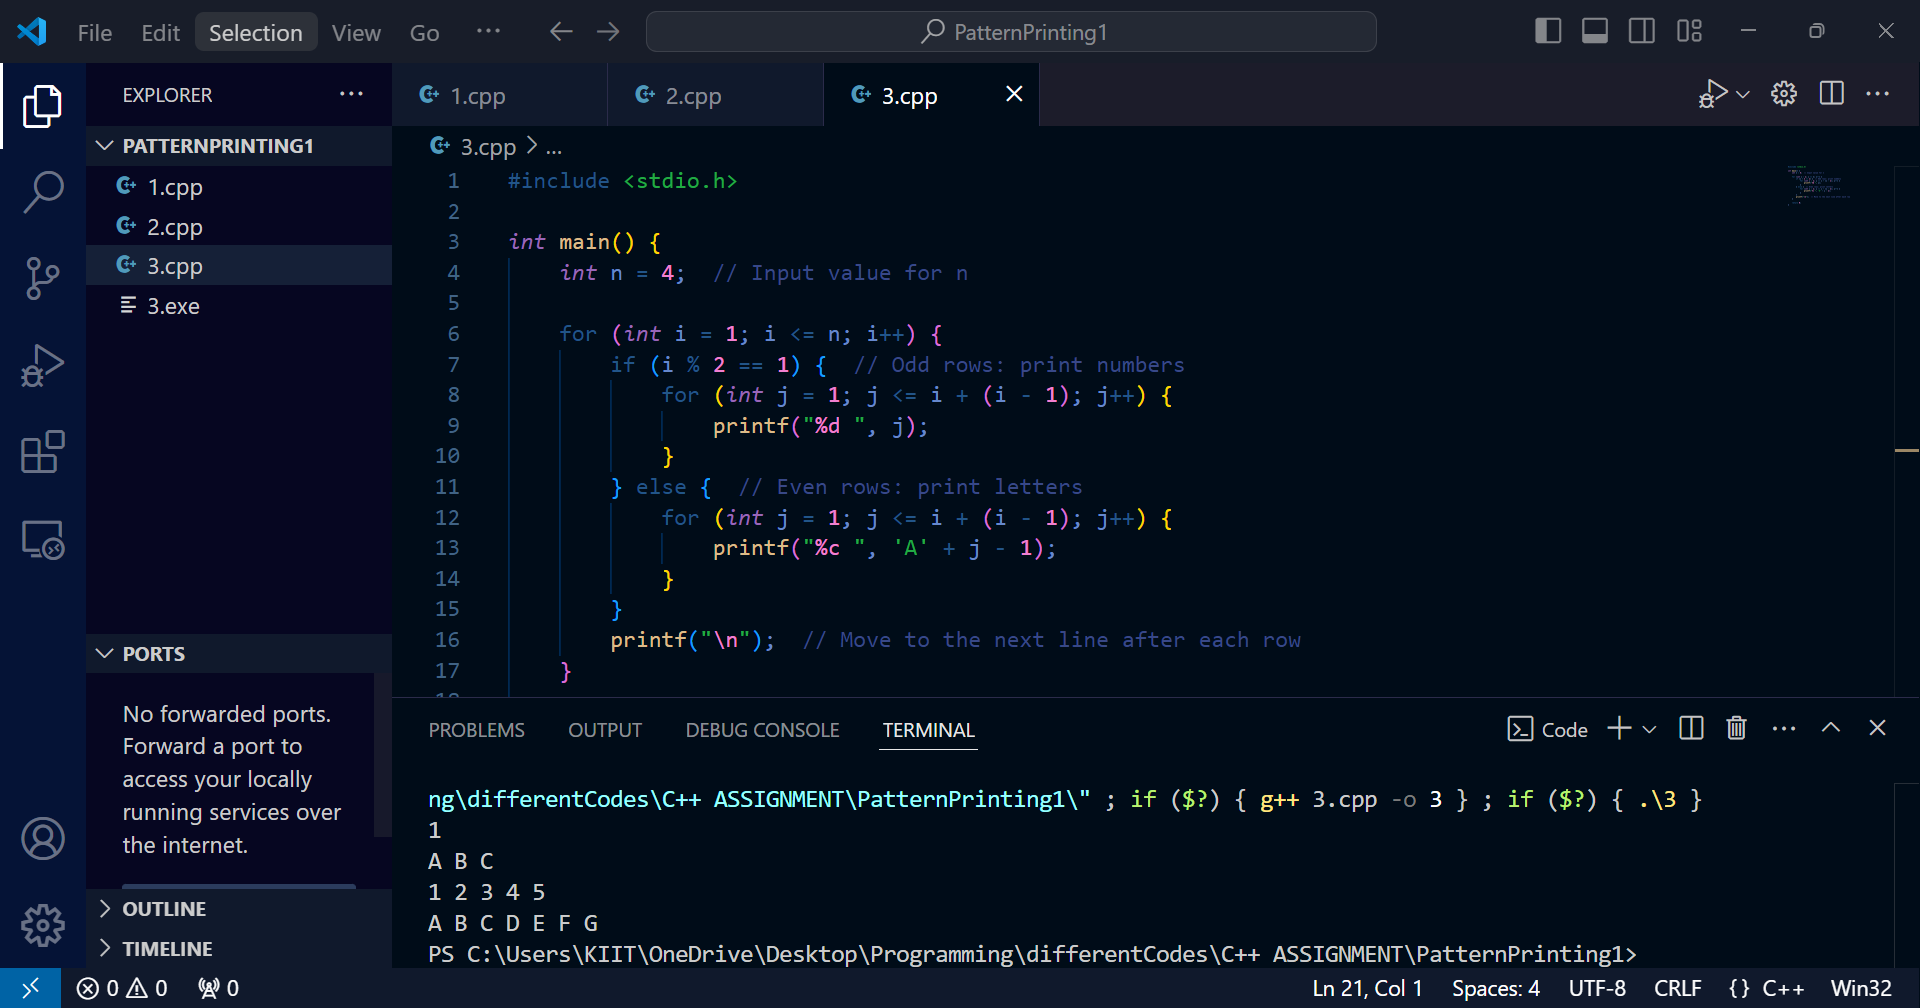 File Edit Selection View Go ··· PatternPrinting1
EXPLORER ···
PATTERNPRINTING1
1.cpp
2.cpp
3.cpp
3.exe
PORTS
No forwarded ports.
Forward a port to
access your locally
running services over
the internet.
OUTLINE
TIMELINE
1.cpp 2.cpp 3.cpp
3.cpp > ...
1 #include <stdio.h>
2
3 int main() {
4 int n = 4; // Input value for n
5
6 for (int i = 1; i <= n; i++) {
7 if (i % 2 == 1) { // Odd rows: print numbers
8 for (int j = 1; j <= i + (i - 1); j++) {
9 printf("%d ", j);
10 }
11 } else { // Even rows: print letters
12 for (int j = 1; j <= i + (i - 1); j++) {
13 printf("%c ", 'A' + j - 1);
14 }
15 }
16 printf("\n"); // Move to the next line after each row
17 }
PROBLEMS OUTPUT DEBUG CONSOLE TERMINAL Code
ng\differentCodes\C++ ASSIGNMENT\PatternPrinting1\" ; if ($?) { g++ 3.cpp -o 3 } ; if ($?) { .\3 }
1
A B C
1 2 3 4 5
A B C D E F G
PS C:\Users\KIIT\OneDrive\Desktop\Programming\differentCodes\C++ ASSIGNMENT\PatternPrinting1>
0 0 0 Ln 21, Col 1 Spaces: 4 UTF-8 CRLF {} C++ Win32